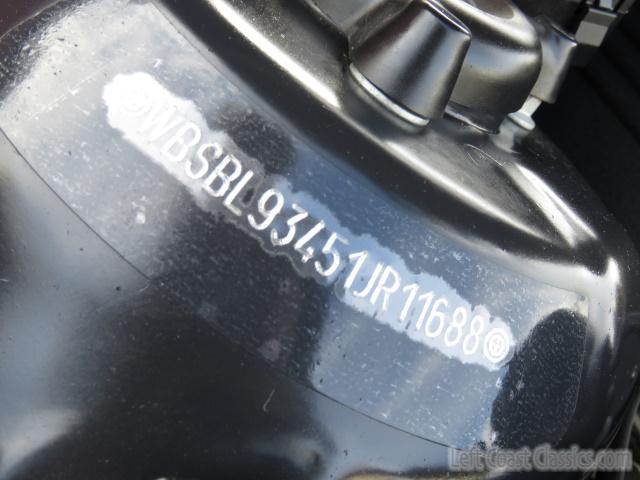 WBSBL93451JR11688
Left Coast Classics.com